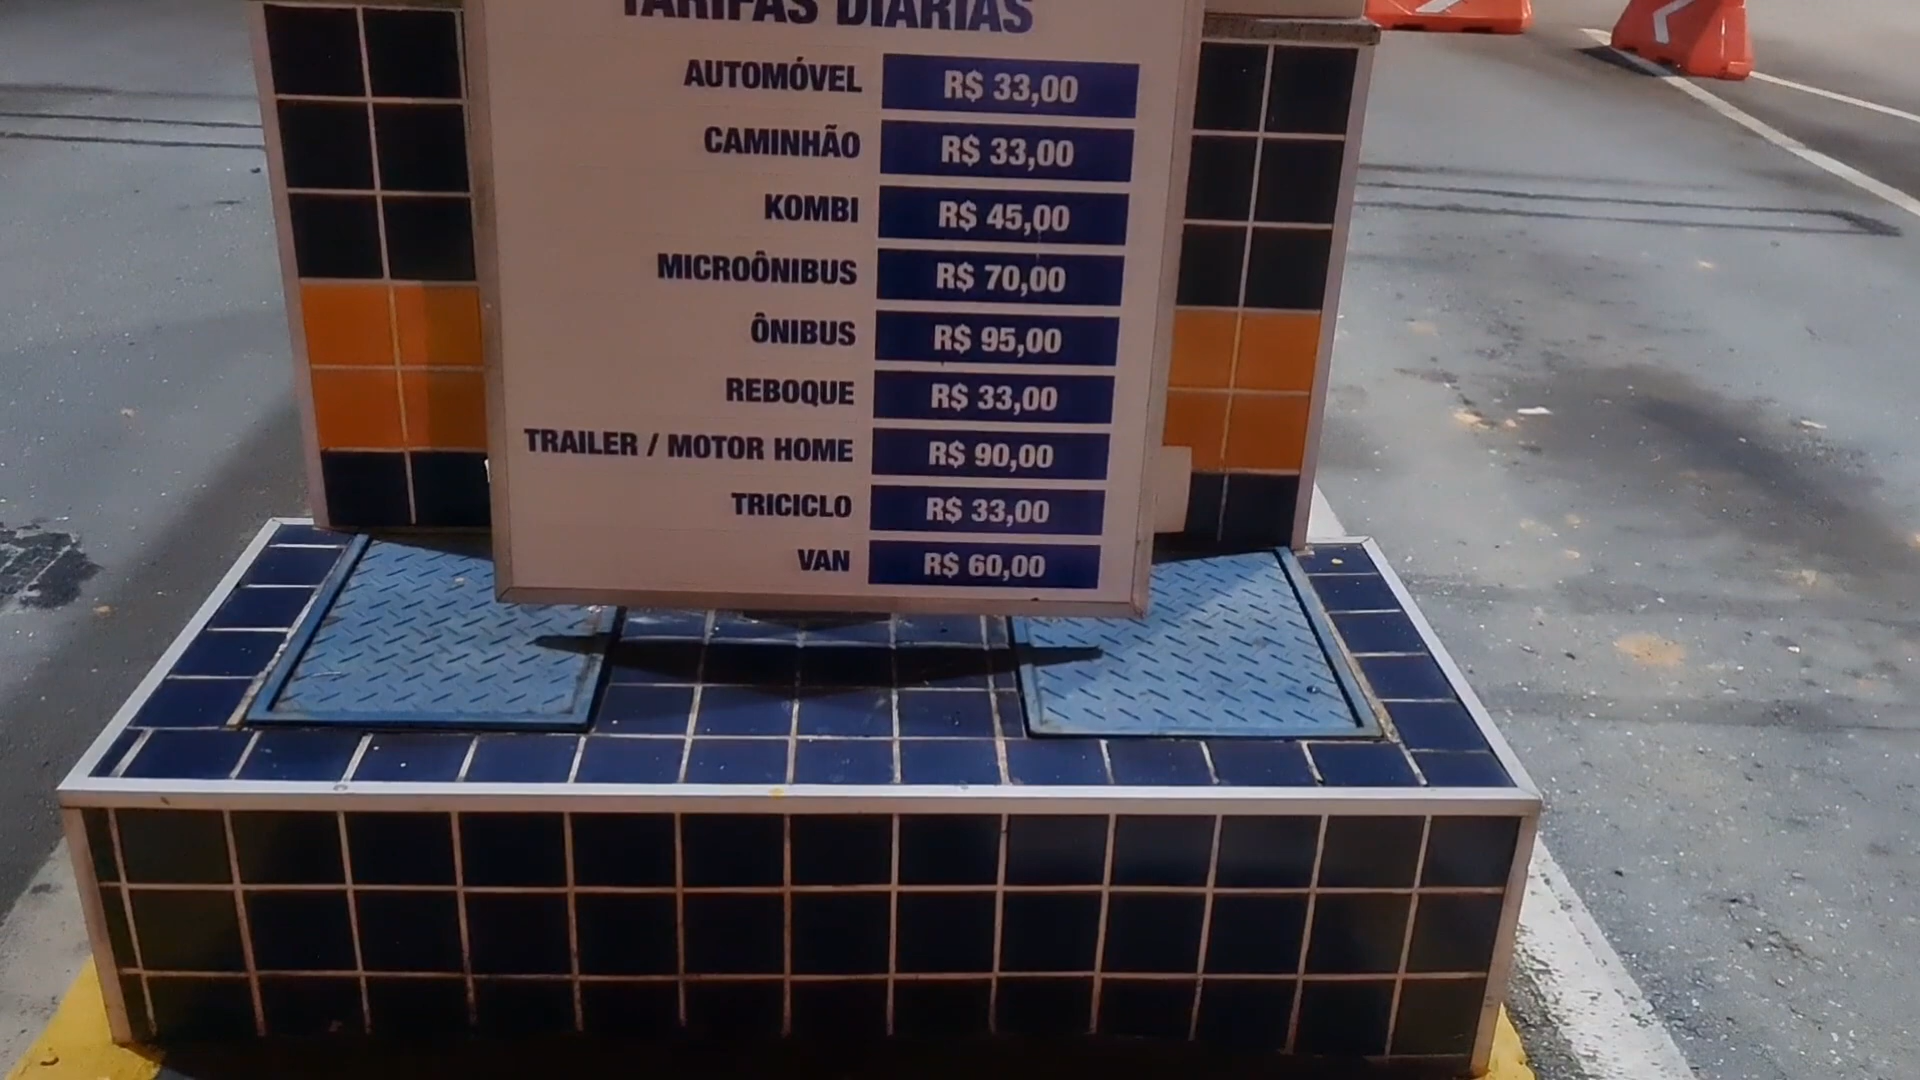 TARIFAS DIÁRIAS
AUTOMÓVEL R$ 33,00
CAMINHÃO R$ 33,00
KOMBI R$ 45,00
MICROÔNIBUS R$ 70,00
ÔNIBUS R$ 95,00
REBOQUE R$ 33,00
TRAILER / MOTOR HOME R$ 90,00
TRICICLO R$ 33,00
VAN R$ 60,00